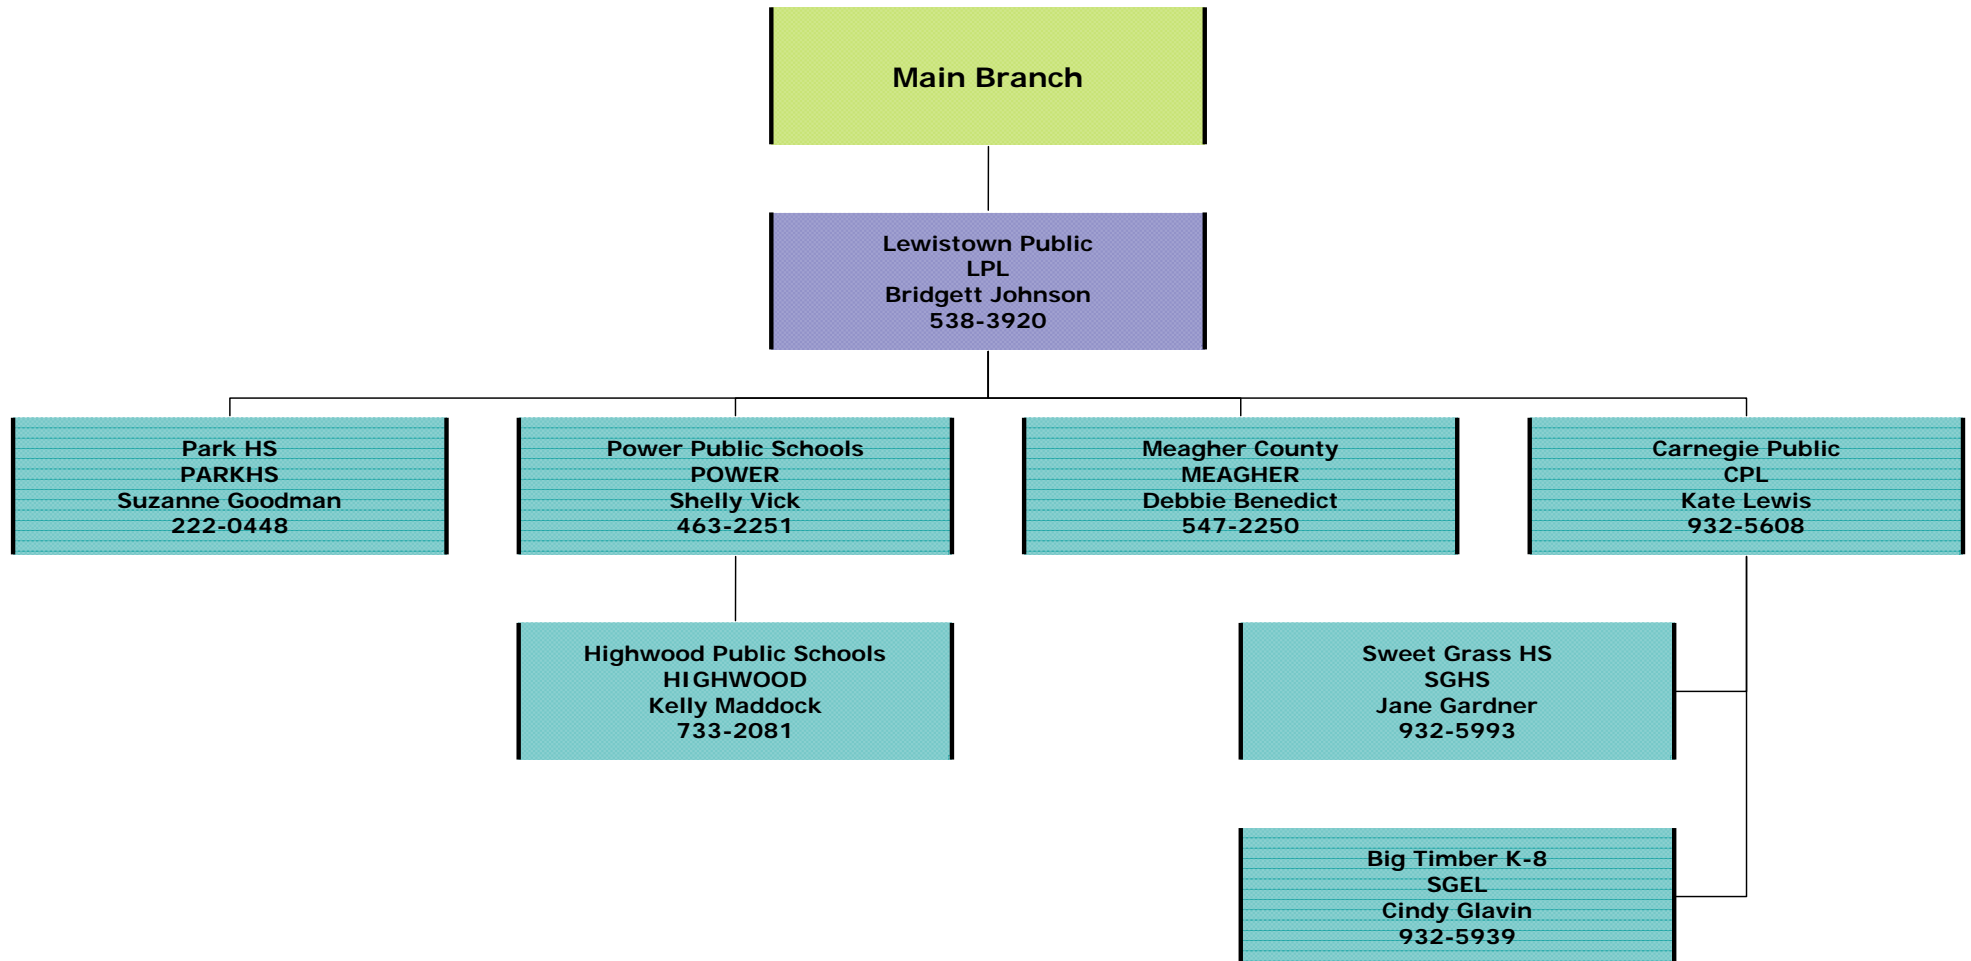 Main Branch
Lewistown Public
LPL
Bridgett Johnson
538-3920
Park HS
PARKHS
Suzanne Goodman
222-0448
Power Public Schools
POWER
Shelly Vick
463-2251
Meagher County
MEAGHER
Debbie Benedict
547-2250
Carnegie Public
CPL
Kate Lewis
932-5608
Highwood Public Schools
HIGHWOOD
Kelly Maddock
733-2081
Sweet Grass HS
SGHS
Jane Gardner
932-5993
Big Timber K-8
SGEL
Cindy Glavin
932-5939